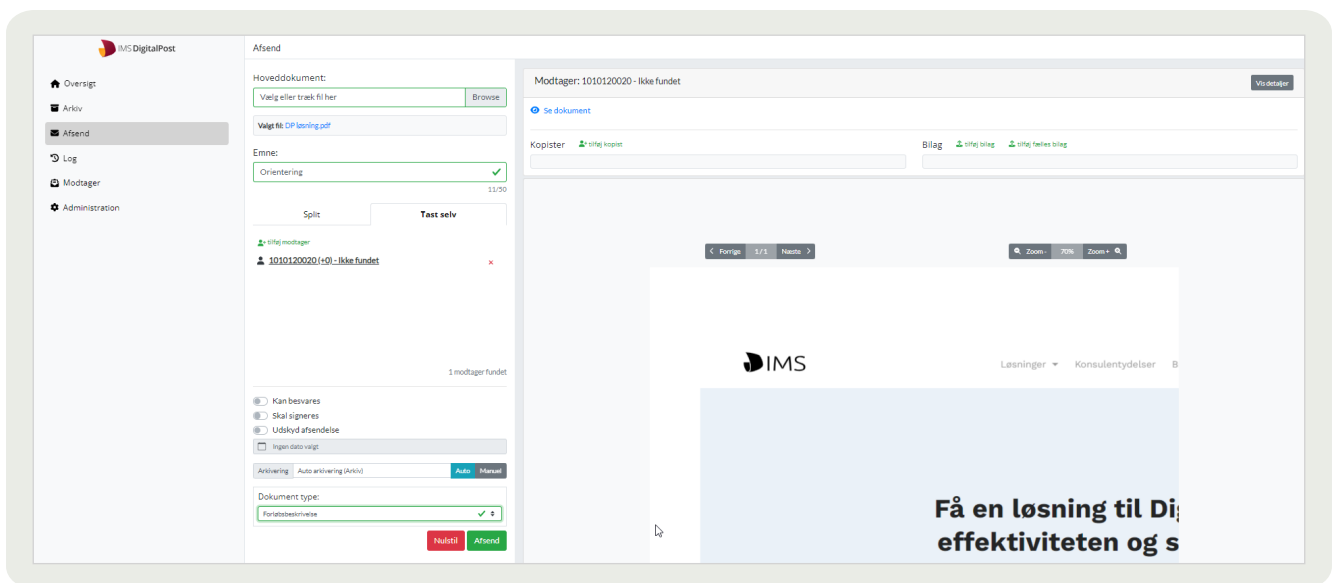 IMS DigitalPost
Oversigt
Arkiv
Afsend
Log
Modtager
Administration
Afsend
Hoveddokument:
Vælg eller træk fil her Browse
Valgt fil: DP løsning.pdf
Emne:
Orientering
11/50
Split Tast selv
tilføj modtager
1010120020 (+0) - Ikke fundet ×
1 modtager fundet
Kan besvares
Skal signeres
Udskyd afsendelse
Ingen dato valgt
Arkivering Auto arkivering (Arkiv) Auto Manuel
Dokument type:
Forløbsbeskrivelse
Nulstil Afsend
Modtager: 1010120020 - Ikke fundet Vis detaljer
Se dokument
Kopister tilføj kopist
Bilag tilføj bilag tilføj fælles bilag
< Forrige 1/1 Næste >
Zoom- 70% Zoom+
IMS Løsninger Konsulentydelser B
Få en løsning til Di
effektiviteten og s